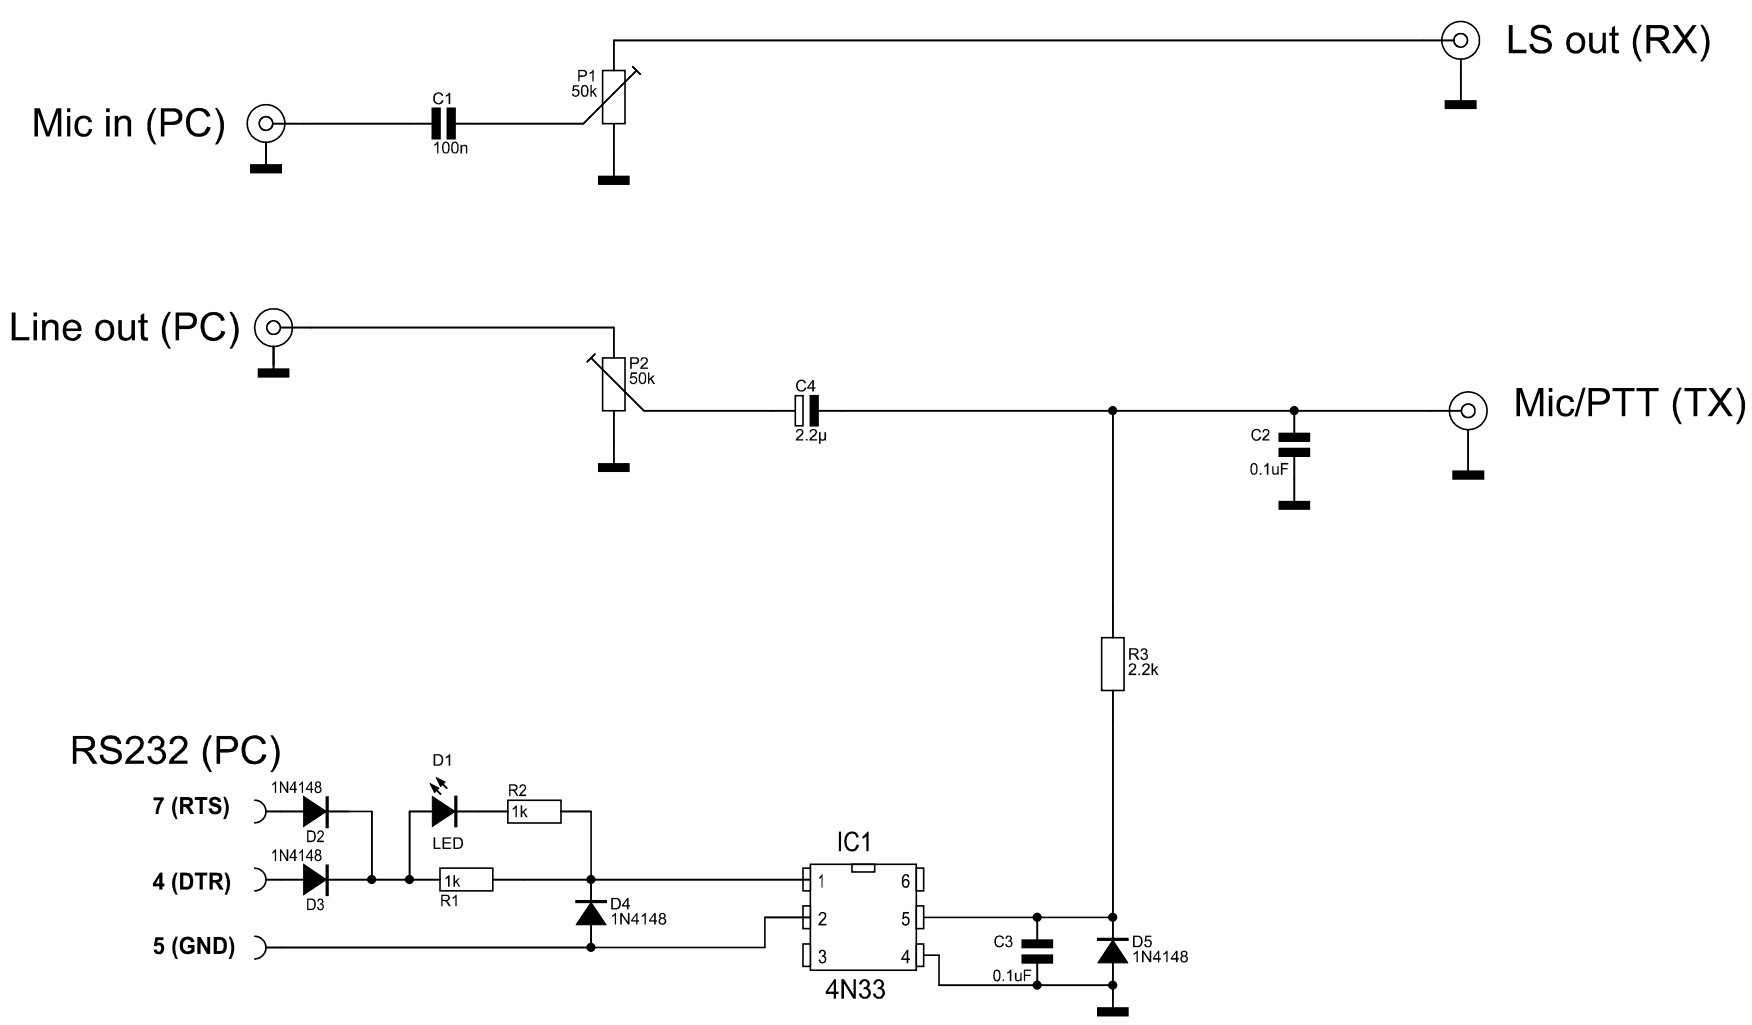 LS out (RX)
P1
50k
C1
Mic in (PC)
100n
Line out (PC)
P2
50k
C4
2.2µ
Mic/PTT (TX)
C2
0.1uF
R3
2.2k
RS232 (PC)
D1
1N4148
R2
7 (RTS)
1k
D2
LED
IC1
1N4148
4 (DTR)
1k
1
6
D3
R1
D4
1N4148
2
5
5 (GND)
C3
D5
1N4148
3
4
0.1uF
4N33